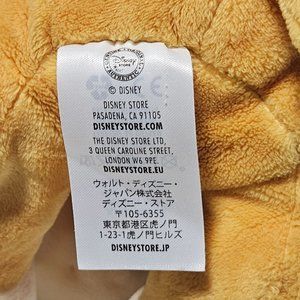 Disney
STORE
AUTHENTIC
© DISNEY
DISNEY STORE
PASADENA, CA 91105
DISNEYSTORE.COM
THE DISNEY STORE LTD,
3 QUEEN CAROLINE STREET,
LONDON W6 9PE.
DISNEYSTORE.EU
ウォルト・ディズニー・
ジャパン株式会社
ディズニー・ストア
〒105-6355
東京都港区虎ノ門
1-23-1虎ノ門ヒルズ
DISNEYSTORE.JP